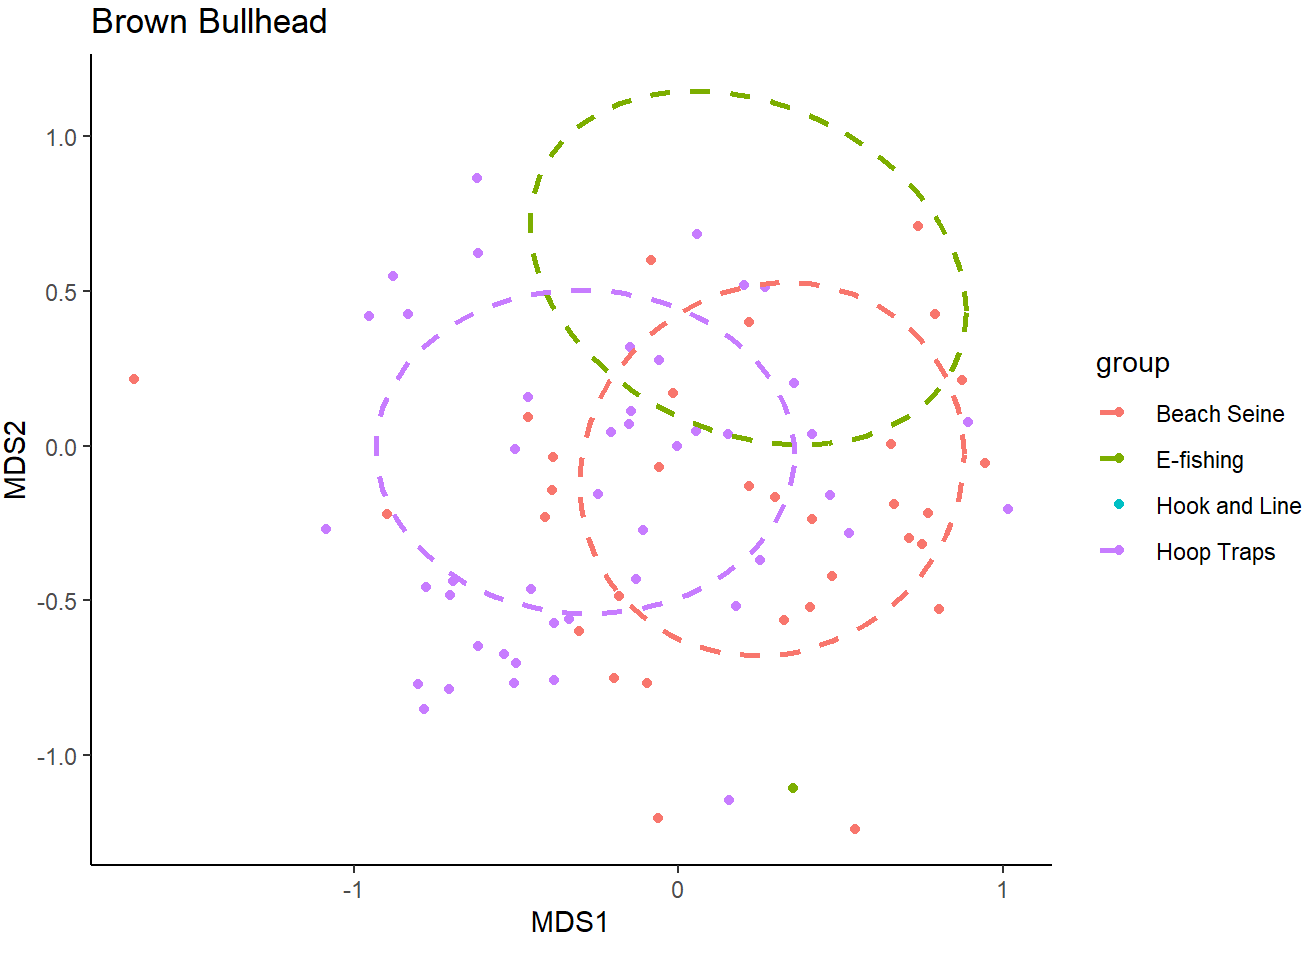 Brown Bullhead
MDS2
1.0
0.5
0.0
-0.5
-1.0
-1
0
1
MDS1
group
Beach Seine
E-fishing
Hook and Line
Hoop Traps